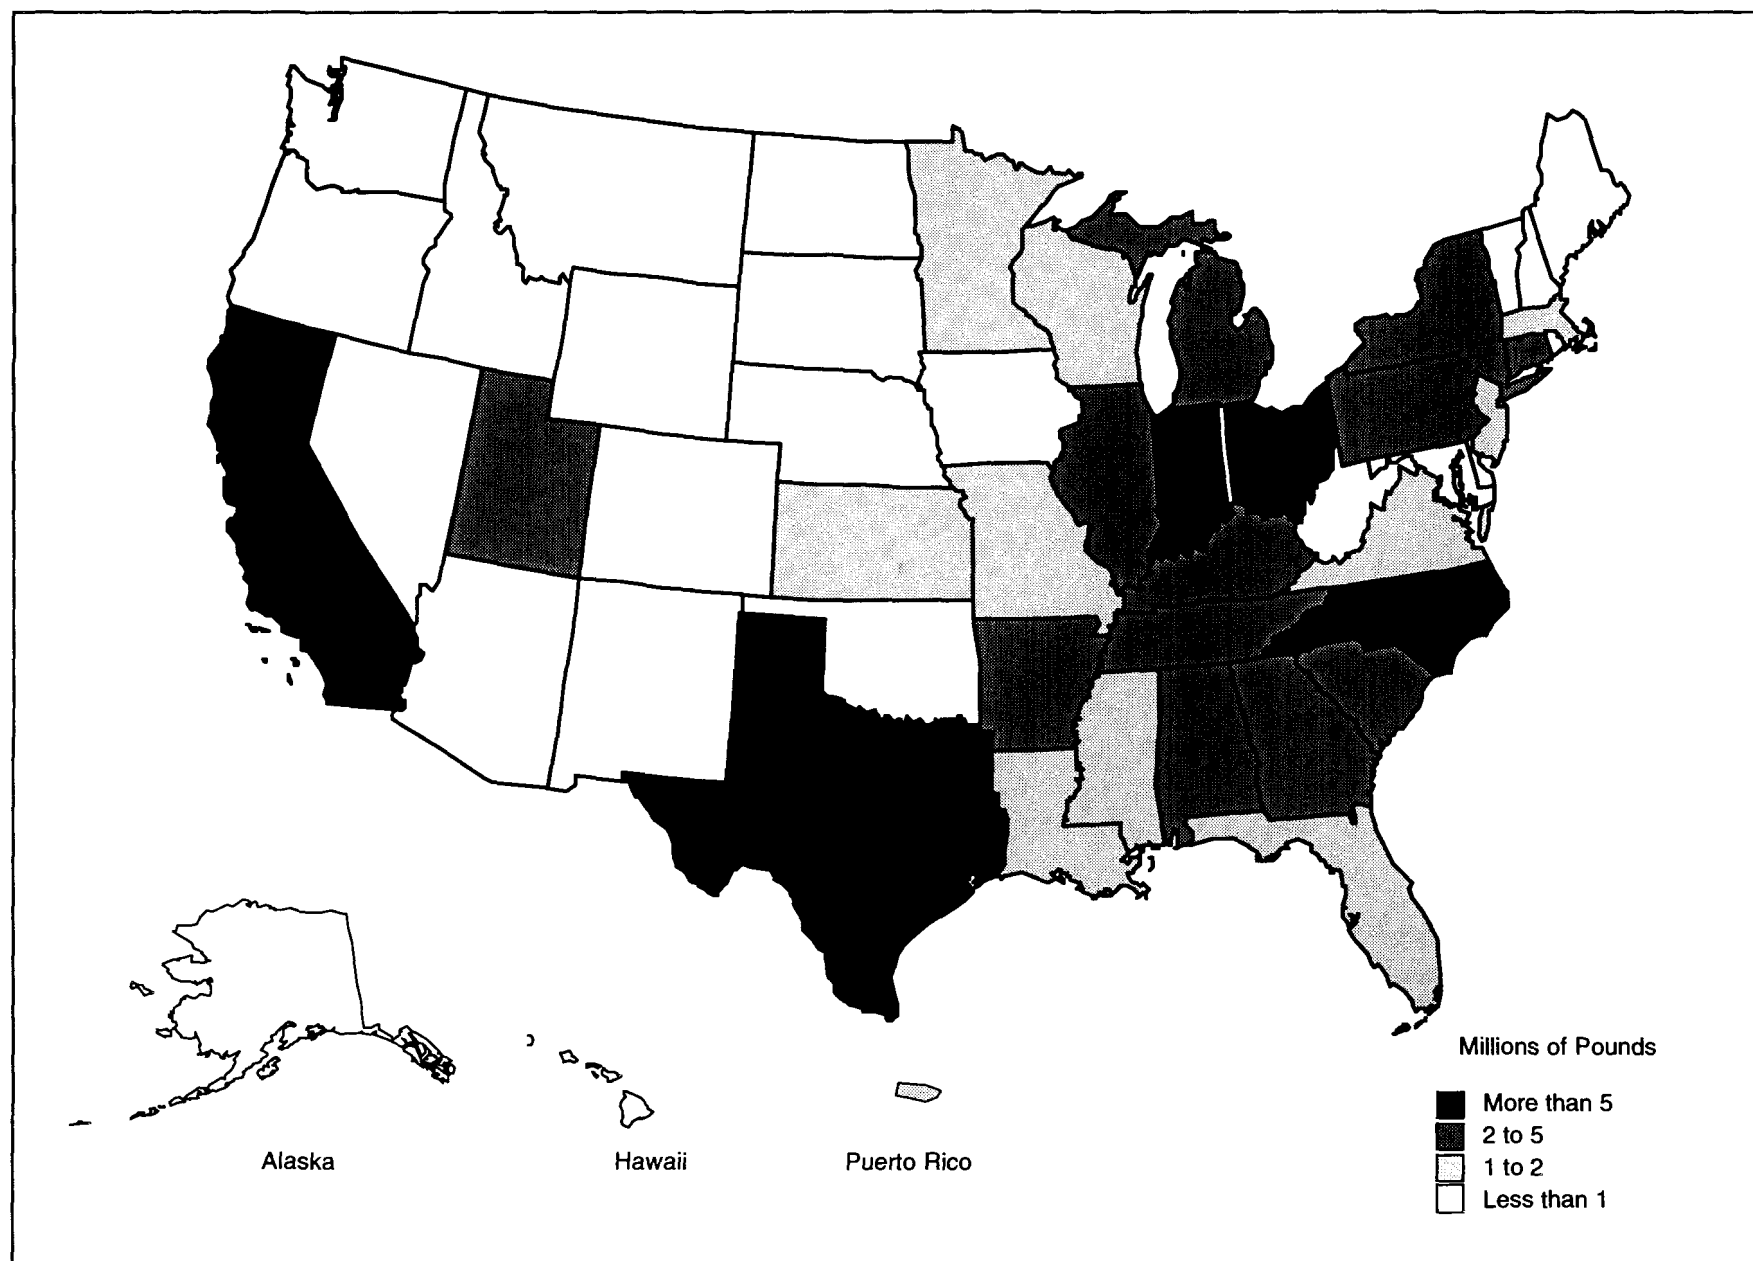 Millions of Pounds
More than 5
2 to 5
1 to 2
Less than 1
Alaska
Hawaii
Puerto Rico